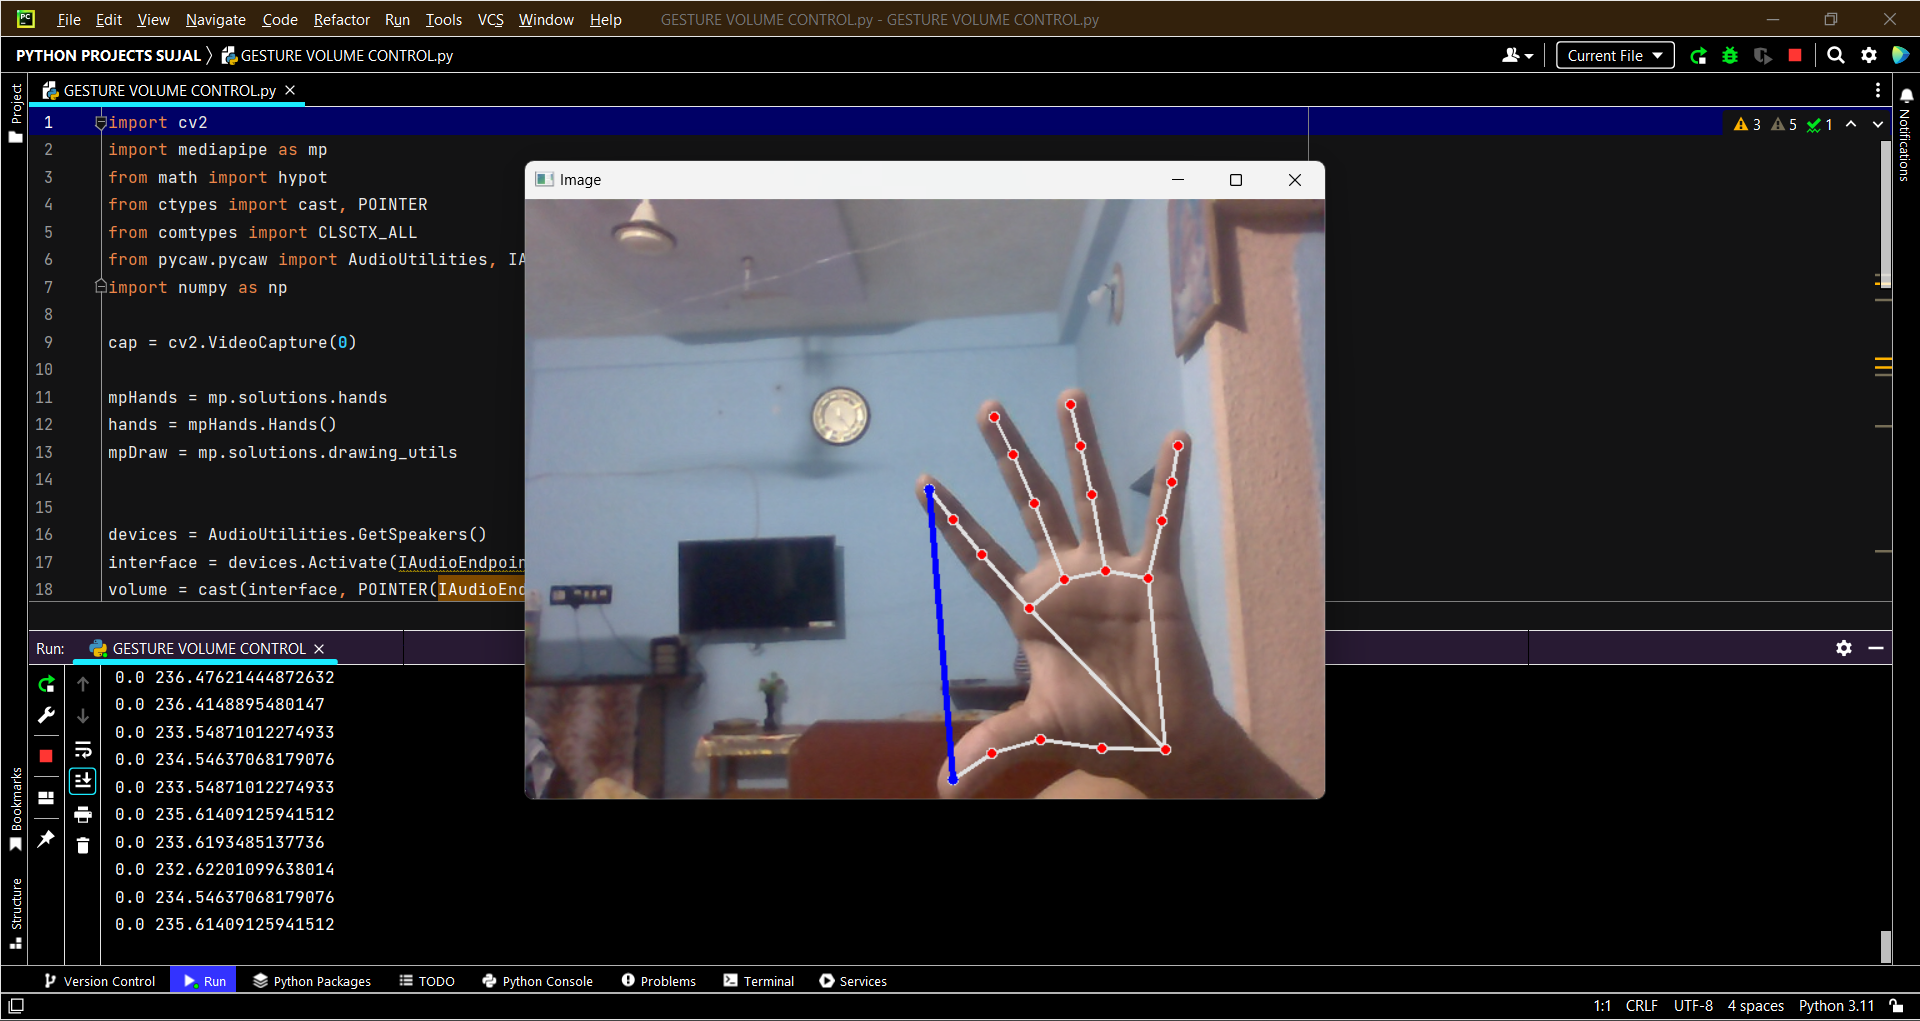 File Edit View Navigate Code Refactor Run Tools VCS Window Help GESTURE VOLUME CONTROL.py - GESTURE VOLUME CONTROL.py
PYTHON PROJECTS SUJAL GESTURE VOLUME CONTROL.py Current File
Project
GESTURE VOLUME CONTROL.py
Notifications
3 5 1
1 import cv2
2 import mediapipe as mp
3 from math import hypot
4 from ctypes import cast, POINTER
5 from comtypes import CLSCTX_ALL
6 from pycaw.pycaw import AudioUtilities, IA
7 import numpy as np
8
9 cap = cv2.VideoCapture(0)
10
11 mpHands = mp.solutions.hands
12 hands = mpHands.Hands()
13 mpDraw = mp.solutions.drawing_utils
14
15
16 devices = AudioUtilities.GetSpeakers()
17 interface = devices.Activate(IAudioEndpoin
18 volume = cast(interface, POINTER(IAudioEnd
Image
Run: GESTURE VOLUME CONTROL
0.0 236.47621444872632
0.0 236.4148895480147
0.0 233.54871012274933
0.0 234.54637068179076
0.0 233.54871012274933
0.0 235.61409125941512
0.0 233.6193485137736
0.0 232.62201099638014
0.0 234.54637068179076
0.0 235.61409125941512
Bookmarks
Structure
Version Control Run Python Packages TODO Python Console Problems Terminal Services
1:1 CRLF UTF-8 4 spaces Python 3.11